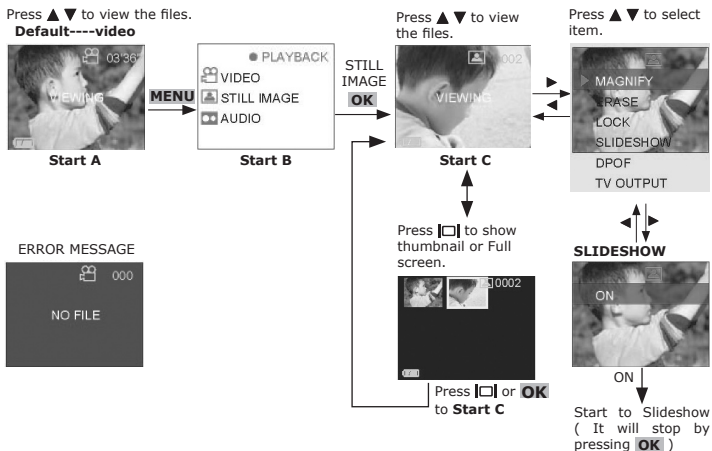 Press ▲ ▼ to view the files.
Default----video
03'36"
VIEWING
Start A
MENU
PLAYBACK
VIDEO
STILL IMAGE
AUDIO
Start B
STILL
IMAGE
OK
Press ▲ ▼ to view
the files.
0002
VIEWING
Start C
Press ▲ ▼ to select
item.
MAGNIFY
ERASE
LOCK
SLIDESHOW
DPOF
TV OUTPUT
Press to show
thumbnail or Full
screen.
0002
Press or OK
to Start C
SLIDESHOW
ON
ON
Start to Slideshow
( It will stop by
pressing OK )
ERROR MESSAGE
000
NO FILE